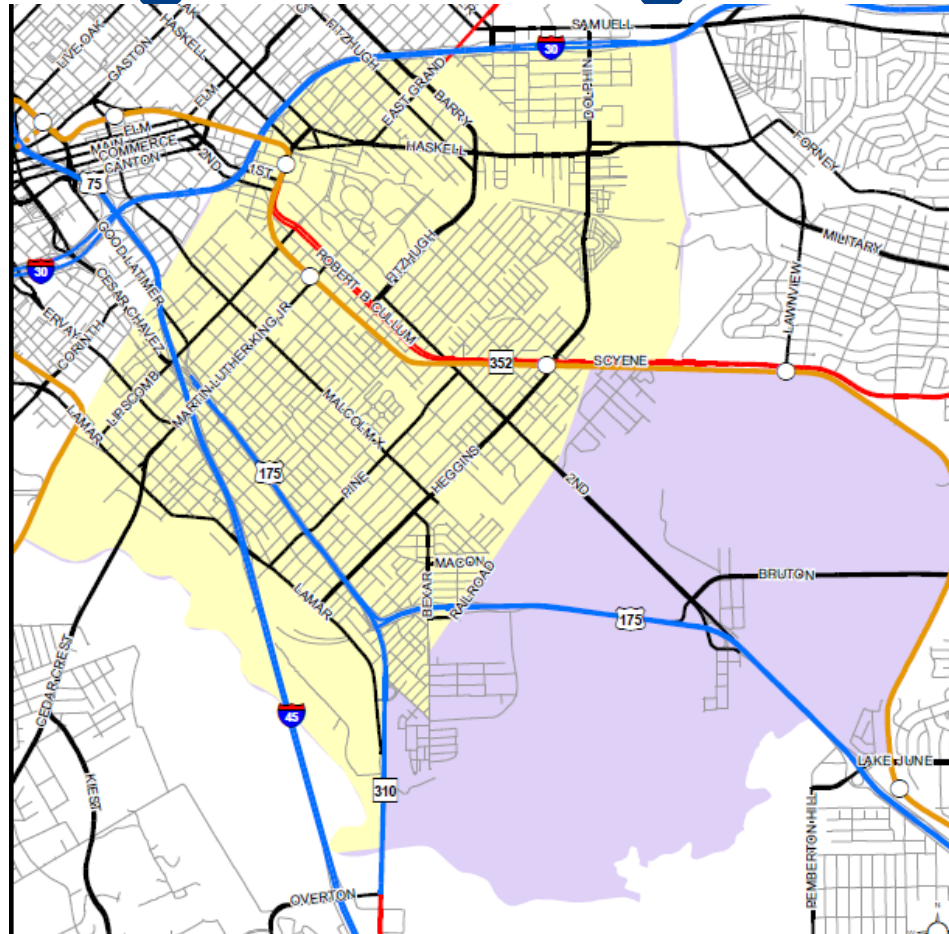 SAMUELL
LIVE OAK
HASKELL
FITZHUGH
30
GASTON
EAST GRAND
DOLPHIN
ELM
BARRY
ELM
MAIN
COMMERCE
CANTON
2ND
1ST
HASKELL
FORNEY
75
MILITARY
GOOD LATIMER
FITZHUGH
ROBERT B CULLUM
30
CESAR CHAVEZ
LAWNVIEW
ERVAY
CORINTH
MARTIN LUTHER KING JR
352
SCYENE
LIPSCOMB
LAMAR
MALCOLM X
175
PINE
HEGGINS
2ND
MACON
BRUTON
LAMAR
BEXAR
RAILROAD
175
CEDAR CREST
45
LAKE JUNE
KIEST
310
PEMBERTON HILL
OVERTON
N